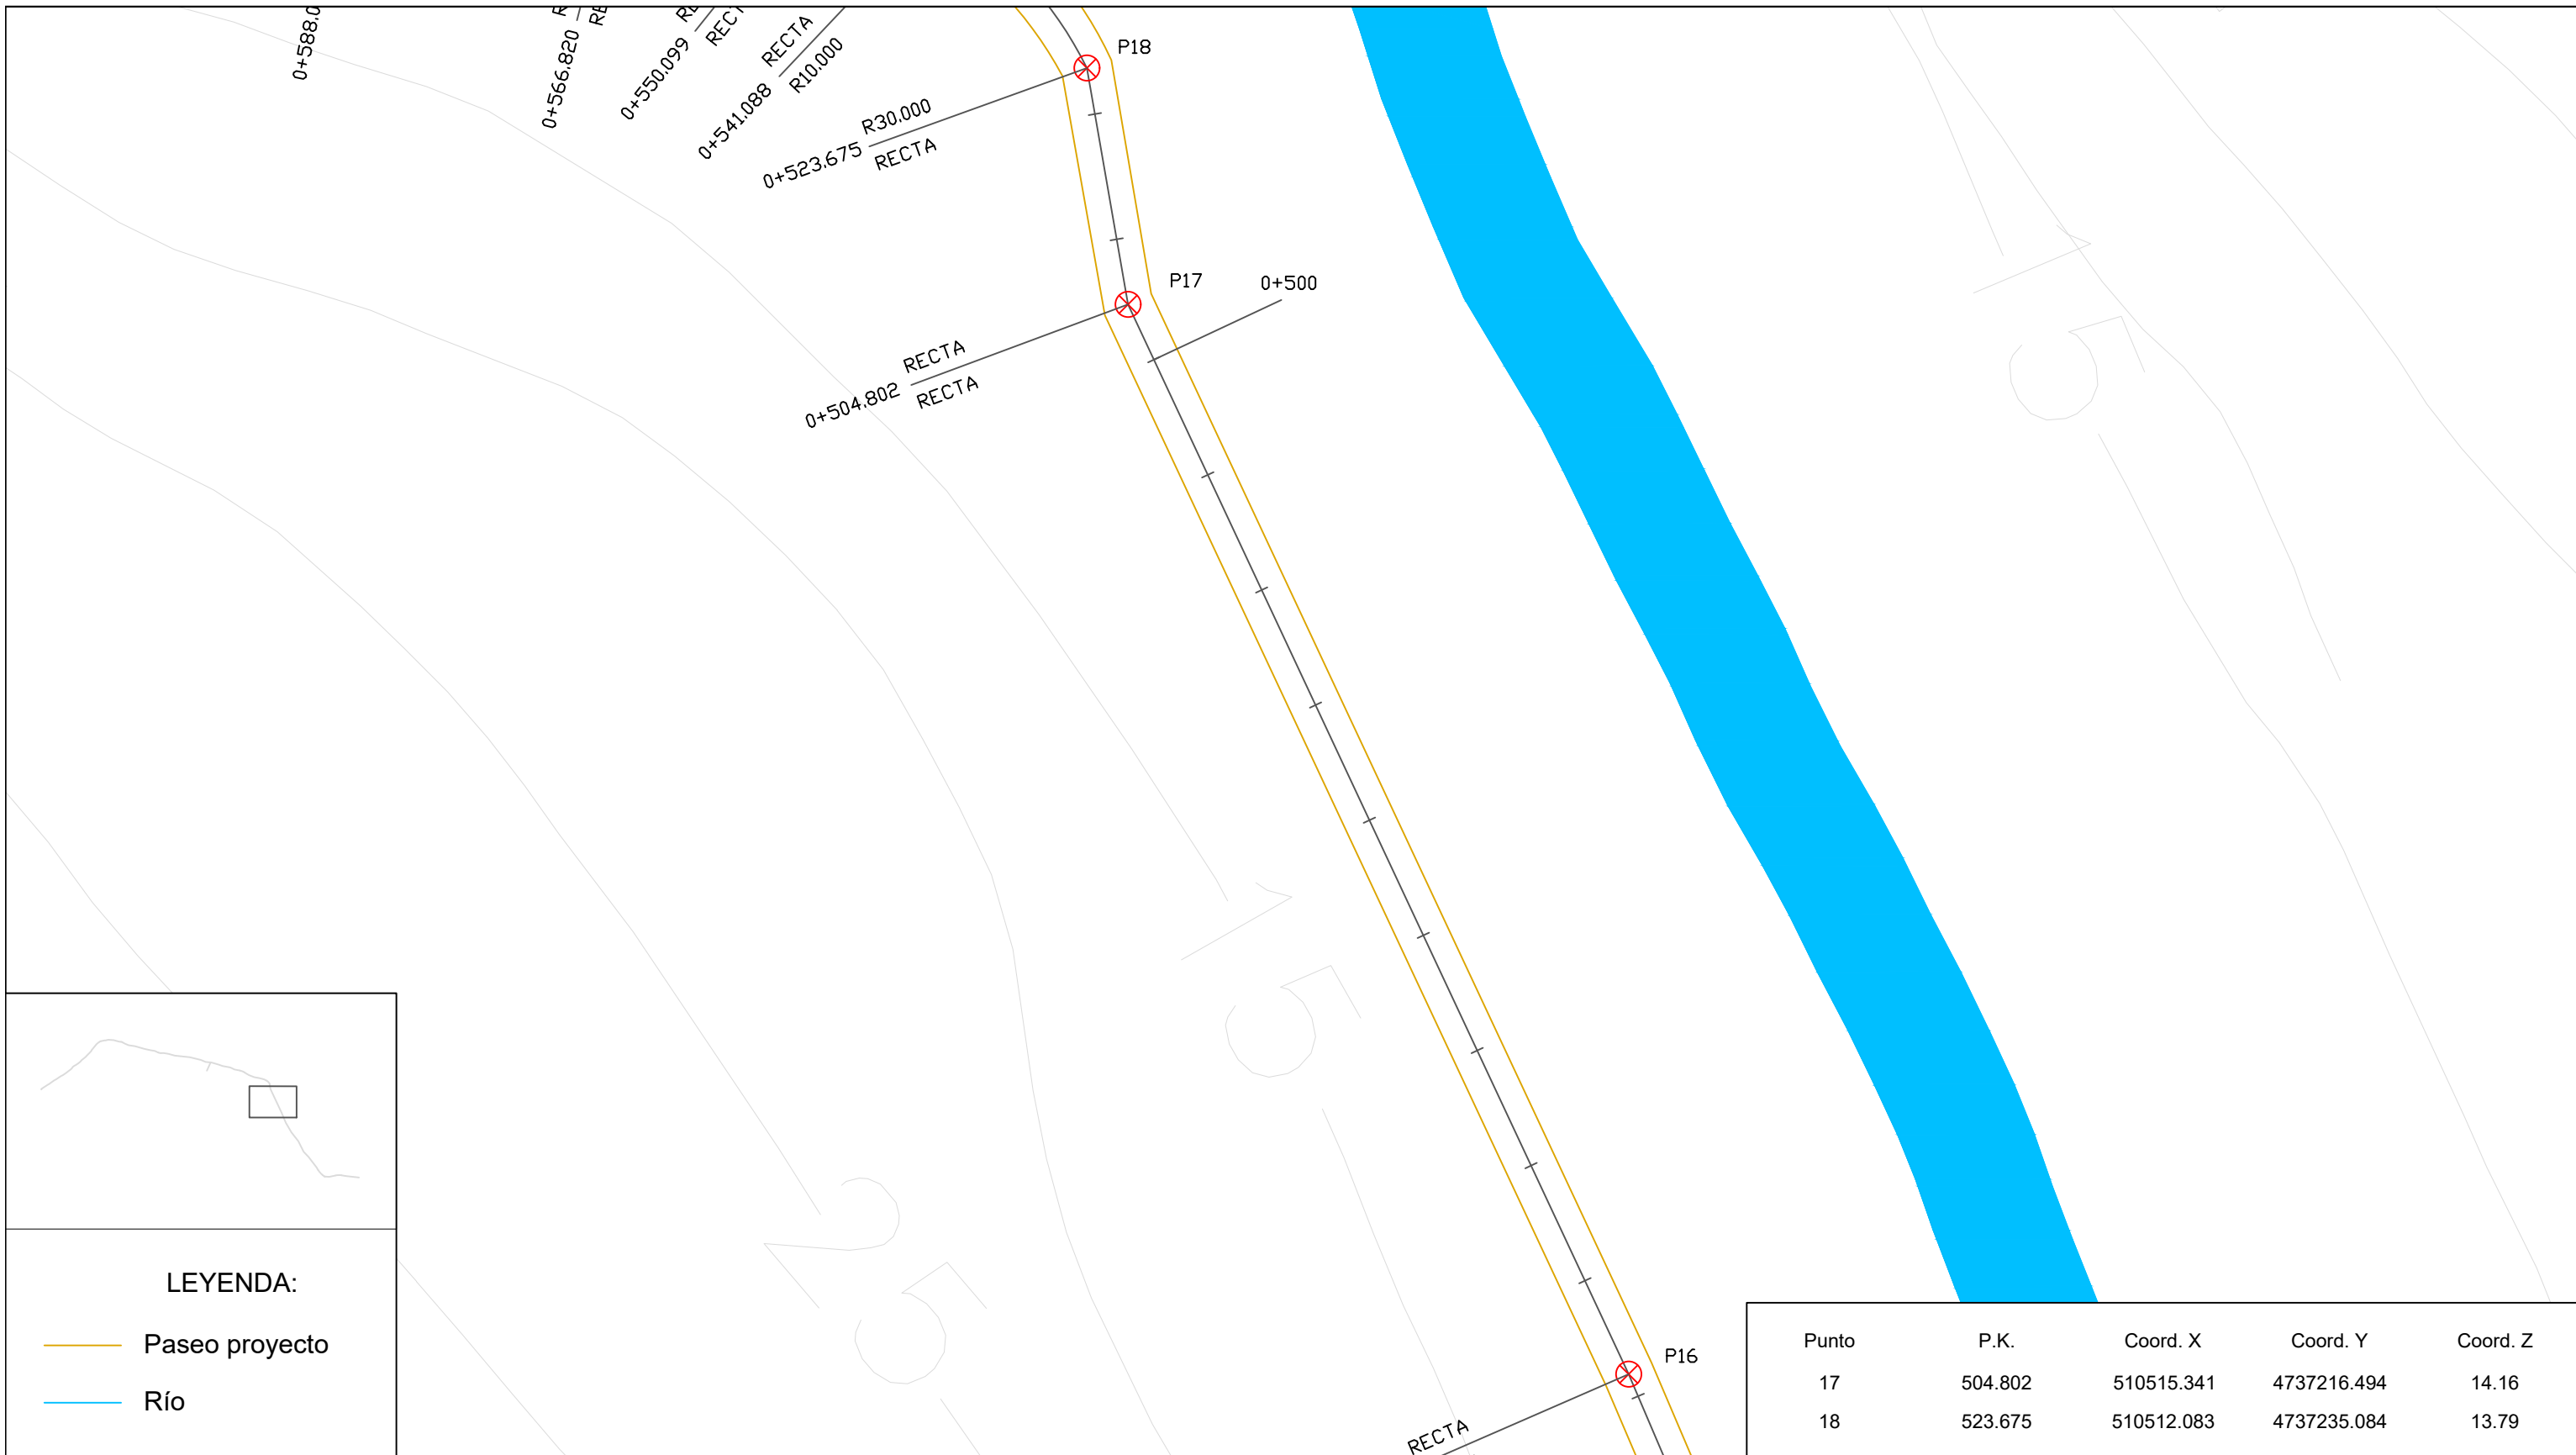 0+588.0
0+566.820
0+550.099
RECTA
0+541.088
R10.000
P18
R30.000
0+523.675
RECTA
P17
0+500
RECTA
0+504.802
RECTA
15
15
25
P16
RECTA
LEYENDA:
Paseo proyecto
Río
Punto P.K. Coord. X Coord. Y Coord. Z
17 504.802 510515.341 4737216.494 14.16
18 523.675 510512.083 4737235.084 13.79